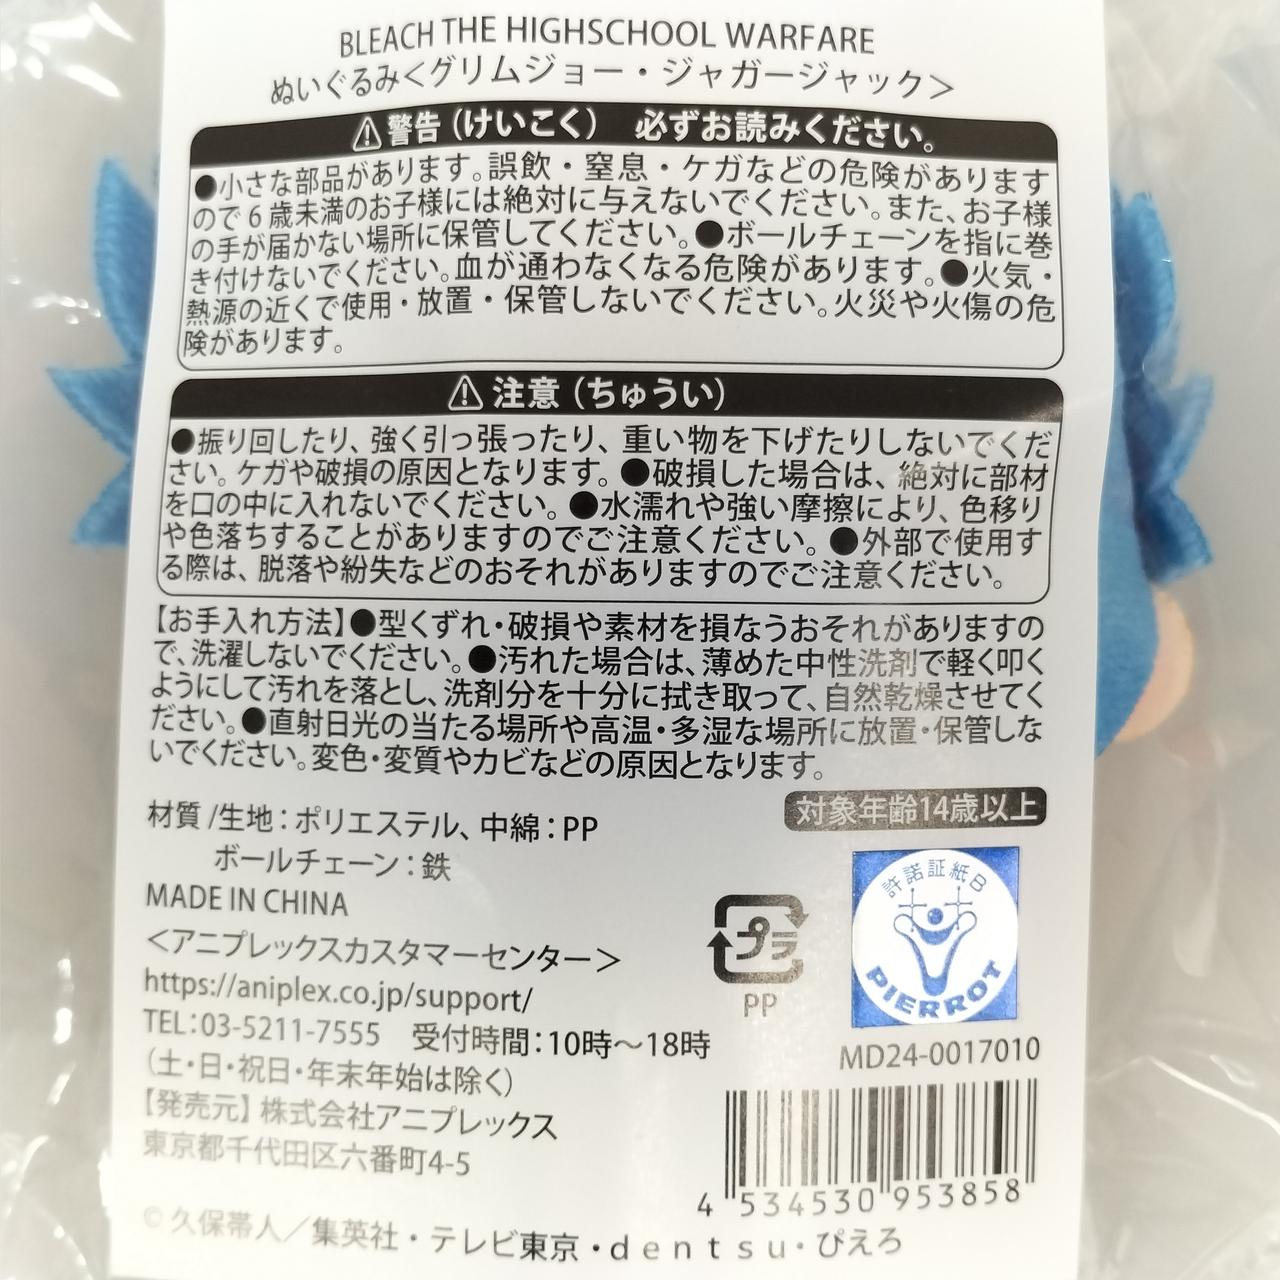 BLEACH THE HIGHSCHOOL WARFARE
ぬいぐるみ<グリムジョー・ジャガージャック>
⚠警告(けいこく) 必ずお読みください。
●小さな部品があります。誤飲・窒息・ケガなどの危険があります
ので6歳未満のお子様には絶対に与えないでください。また、お子様
の手が届かない場所に保管してください。●ボールチェーンを指に巻
き付けないでください。血が通わなくなる危険があります。●火気・
熱源の近くで使用・放置・保管しないでください。火災や火傷の危
険があります。
⚠注意(ちゅうい)
●振り回したり、強く引っ張ったり、重い物を下げたりしないでくだ
さい。ケガや破損の原因となります。●破損した場合は、絶対に部材
を口の中に入れないでください。●水濡れや強い摩擦により、色移り
や色落ちすることがありますのでご注意ください。●外部で使用す
る際は、脱落や紛失などのおそれがありますのでご注意ください。
【お手入れ方法】●型くずれ・破損や素材を損なうおそれがありますの
で、洗濯しないでください。●汚れた場合は、薄めた中性洗剤で軽く叩く
ようにして汚れを落とし、洗剤分を十分に拭き取って、自然乾燥させてく
ださい。●直射日光の当たる場所や高温・多湿な場所に放置・保管しな
いでください。変色・変質やカビなどの原因となります。
対象年齢14歳以上
材質/生地:ポリエステル、中綿:PP
ボールチェーン:鉄
MADE IN CHINA
<アニプレックスカスタマーセンター>
https://aniplex.co.jp/support/
TEL:03-5211-7555 受付時間:10時~18時
(土・日・祝日・年末年始は除く)
【発売元】株式会社アニプレックス
東京都千代田区六番町4-5
プラ
PP
許諾証紙B
PIERROT
MD24-0017010
4 534530 953858
©久保帯人/集英社・テレビ東京・dentsu・ぴえろ